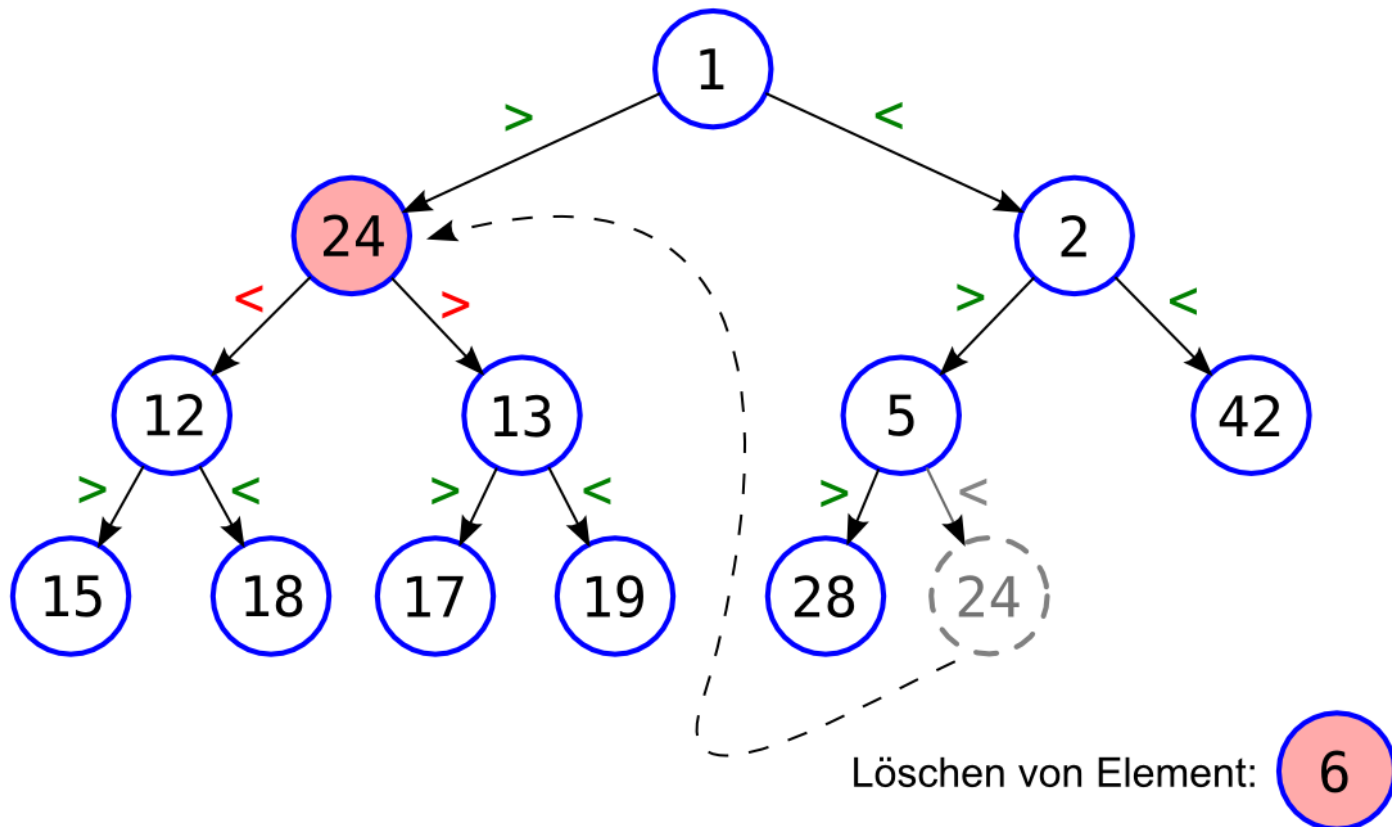 1
> <
24 2
< > > <
12 13 5 42
> < > < > <
15 18 17 19 28 24
Löschen von Element: 6